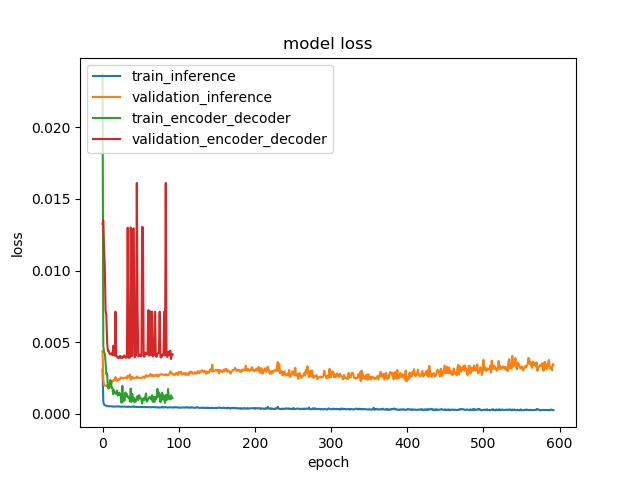 model loss
train_inference
validation_inference
train_encoder_decoder
validation_encoder_decoder
loss
0.020
0.015
0.010
0.005
0.000
0 100 200 300 400 500 600
epoch